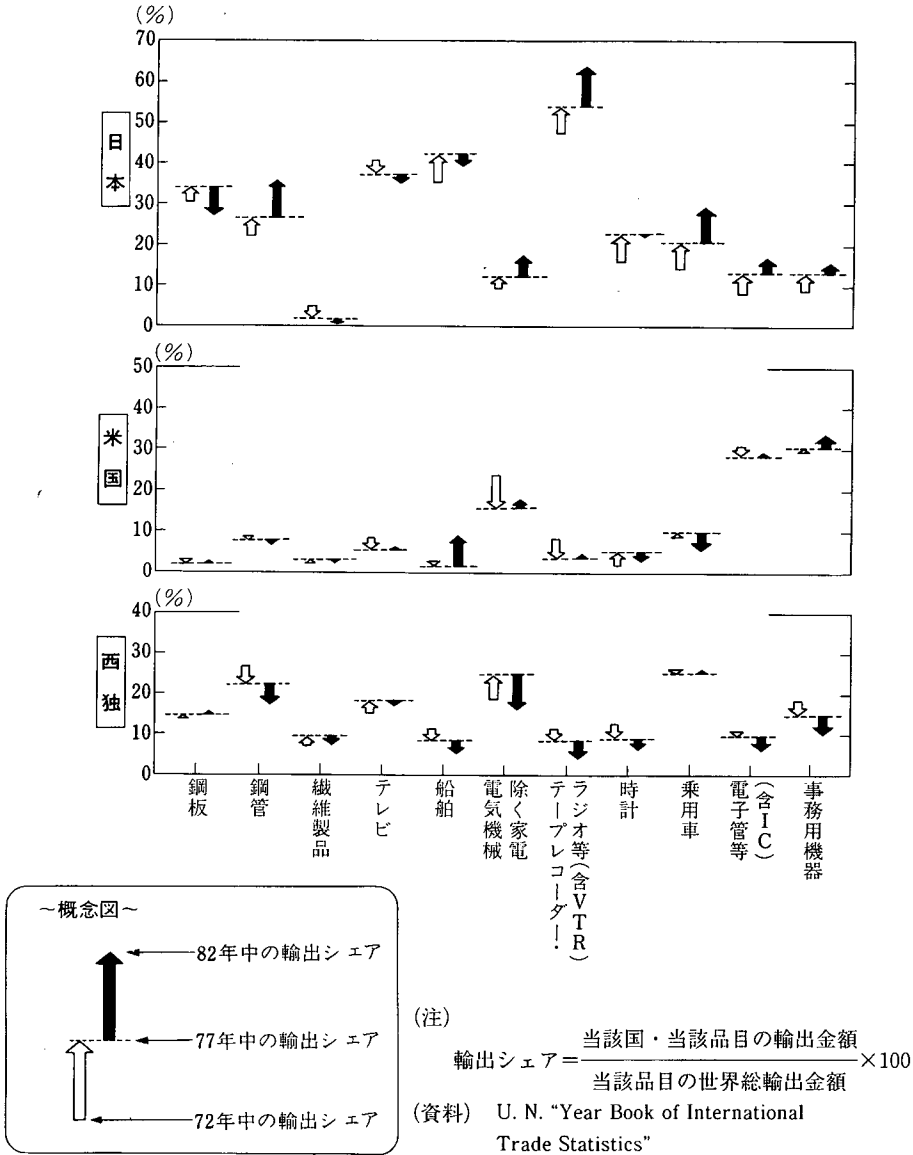 (%)
70
60
50
40
30
20
10
0
日本
(%)
50
40
30
20
10
0
米国
(%)
40
30
20
10
0
西独
鋼板
鋼管
繊維製品
テレビ
船舶
電気機械
除く家電
テープレコーダー・
ラジオ等(含VTR)
時計
乗用車
電子管等
(含IC)
事務用機器
～概念図～
82年中の輸出シェア
77年中の輸出シェア
72年中の輸出シェア
(注)
輸出シェア=当該国・当該品目の輸出金額/当該品目の世界総輸出金額×100
(資料) U. N. “Year Book of International
Trade Statistics”